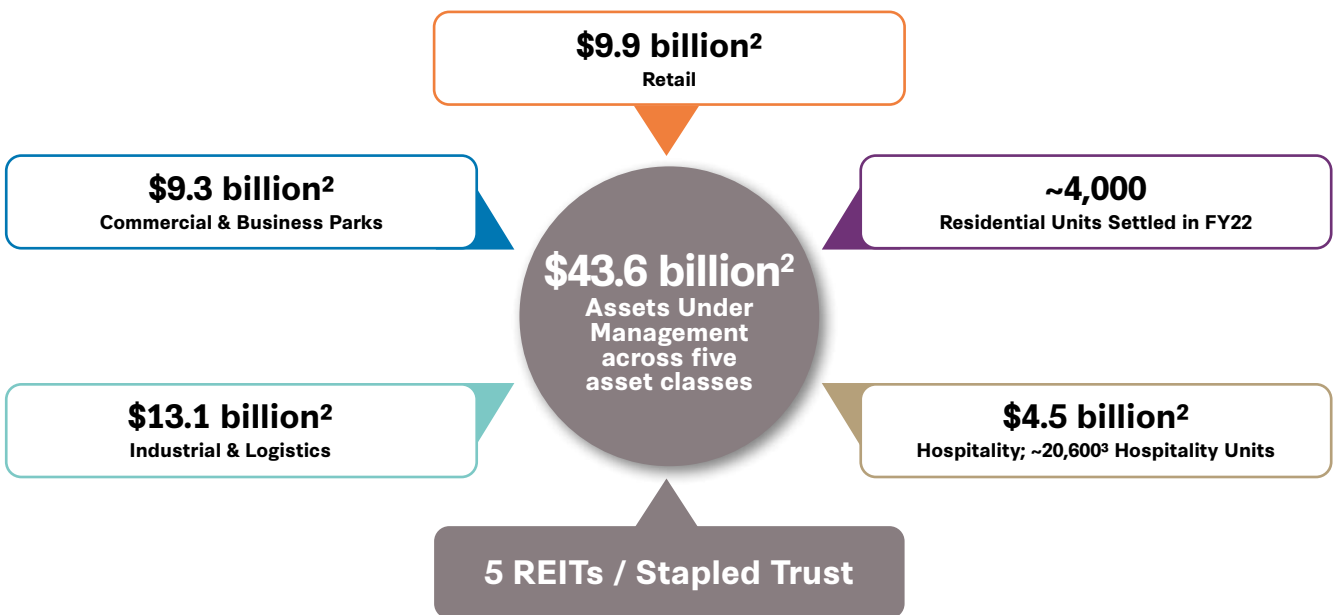 $9.9 billion²
Retail
$9.3 billion²
Commercial & Business Parks
~4,000
Residential Units Settled in FY22
$43.6 billion²
Assets Under
Management
across five
asset classes
$13.1 billion²
Industrial & Logistics
$4.5 billion²
Hospitality; ~20,600³ Hospitality Units
5 REITs / Stapled Trust